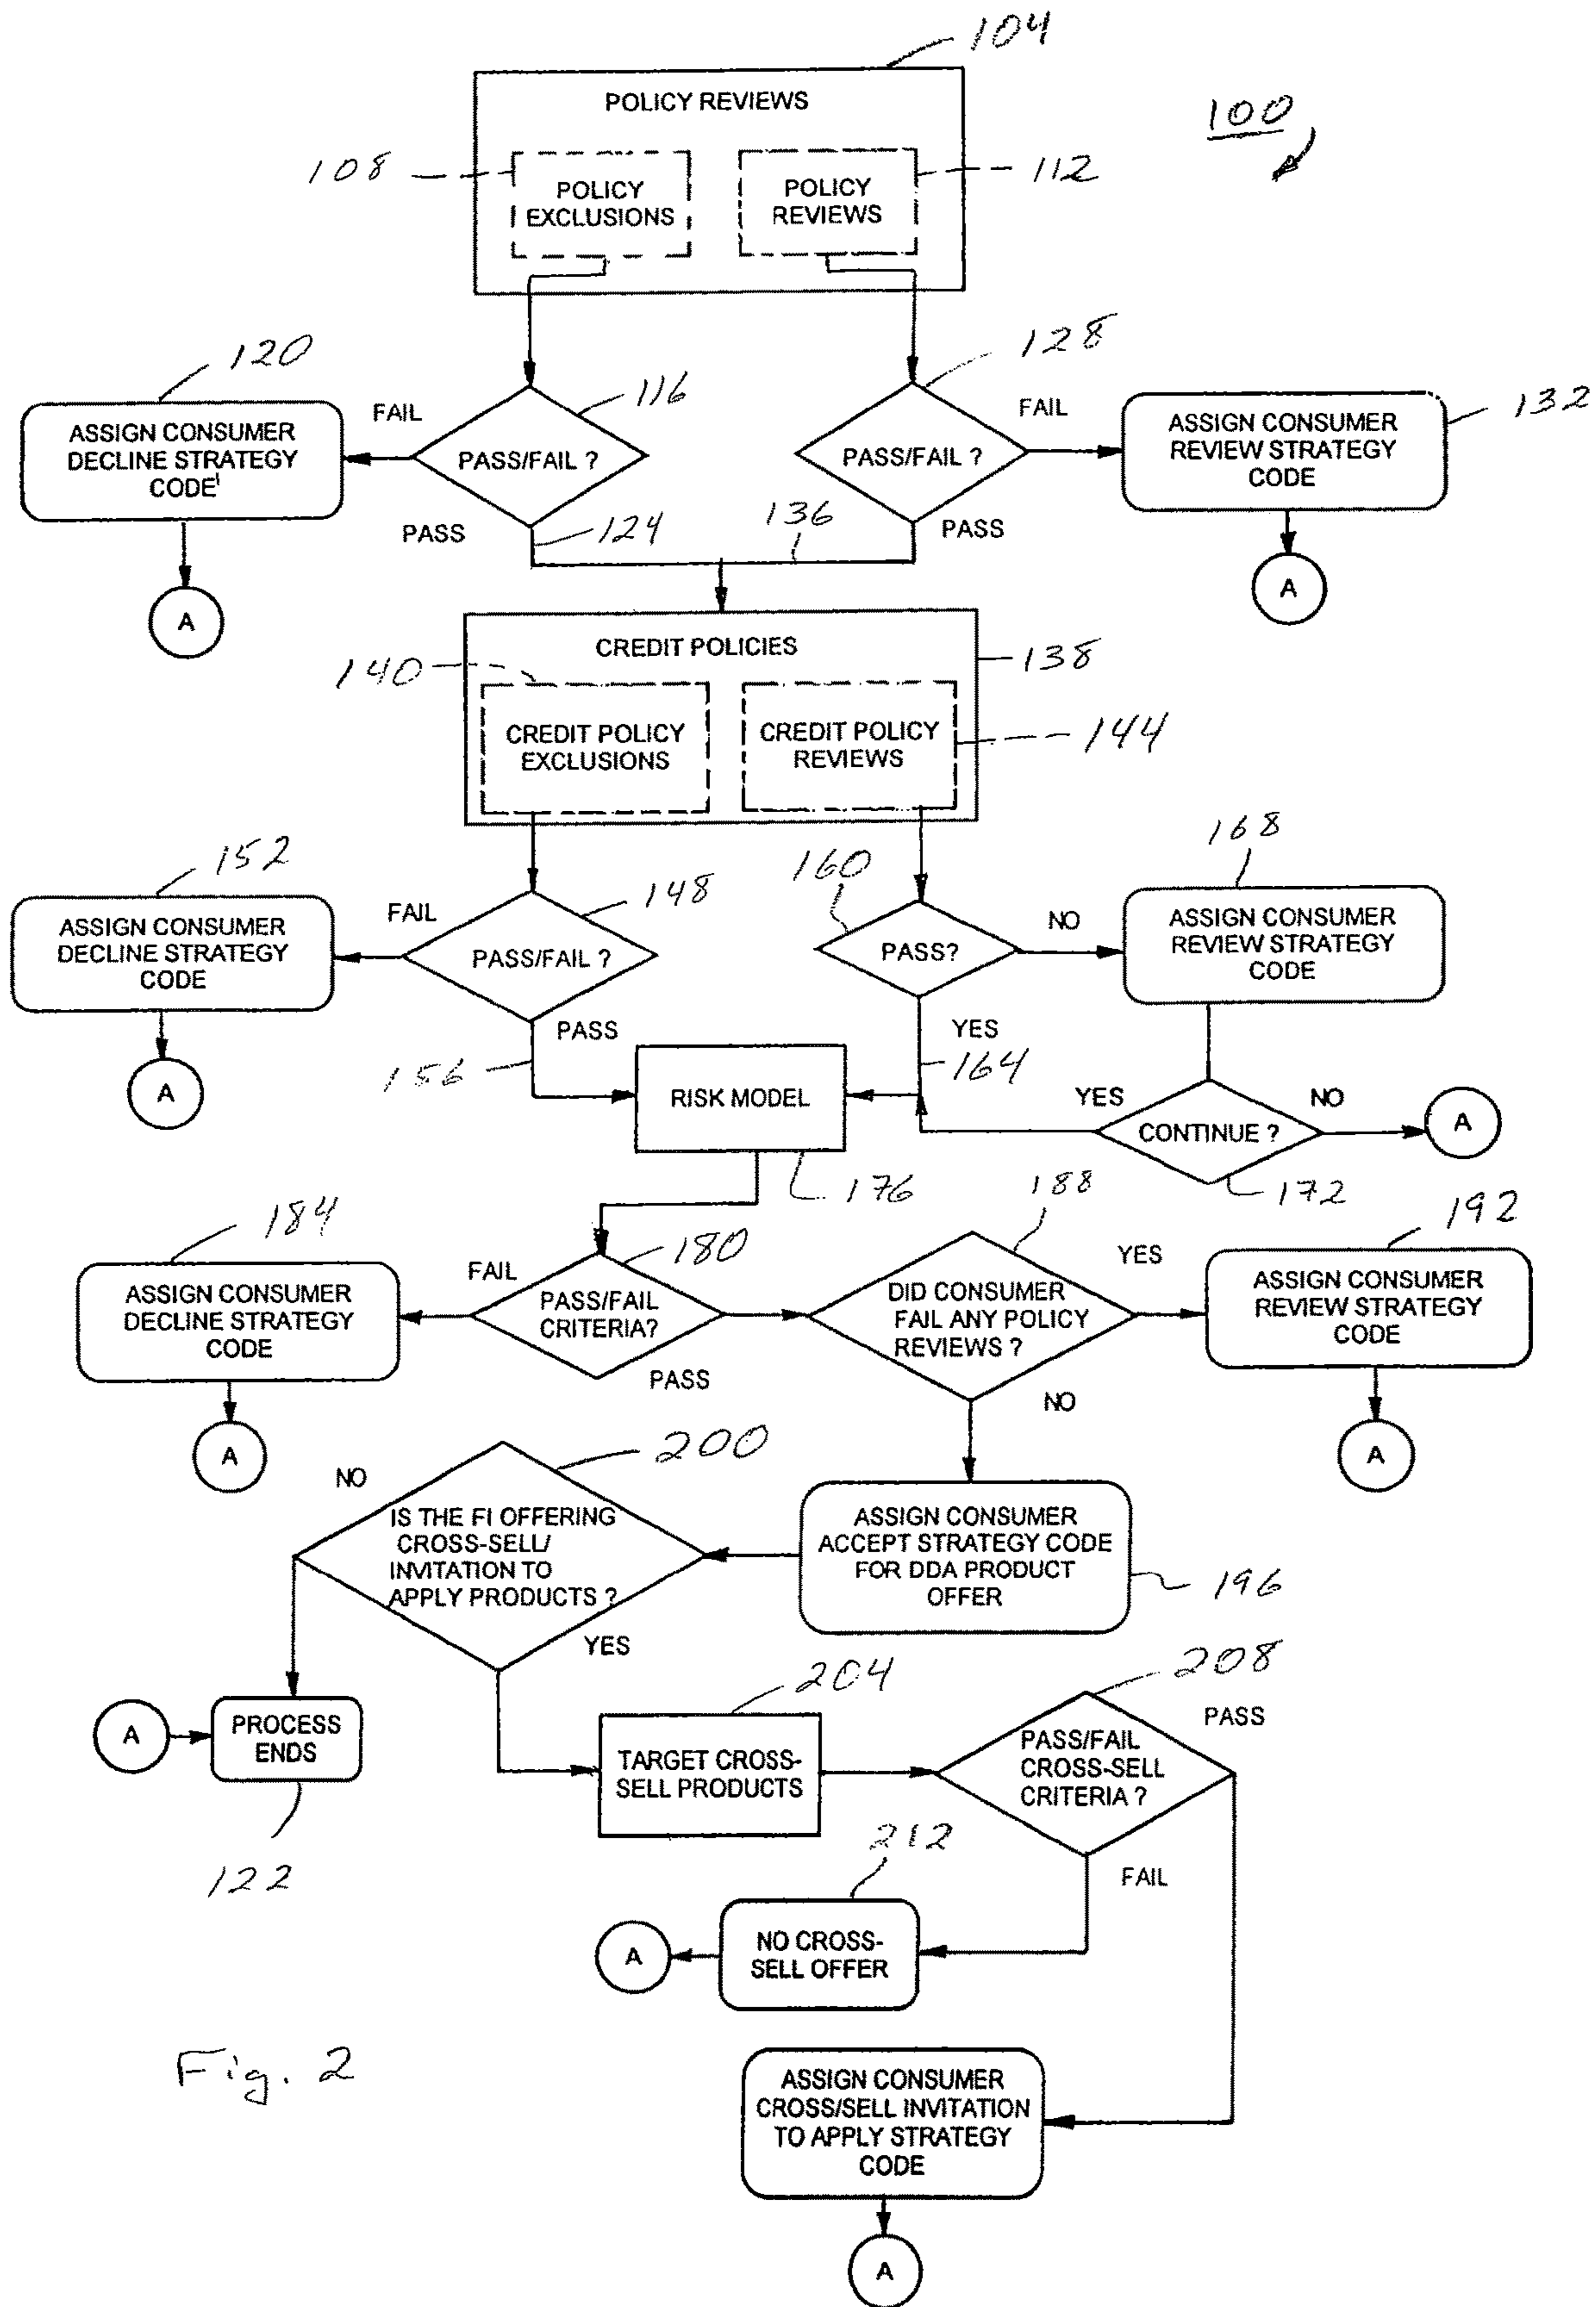 104
POLICY REVIEWS
100
108
POLICY
EXCLUSIONS
POLICY
REVIEWS
112
120
116
128
132
FAIL
FAIL
ASSIGN CONSUMER
DECLINE STRATEGY
CODE
PASS/FAIL ?
PASS/FAIL ?
ASSIGN CONSUMER
REVIEW STRATEGY
CODE
PASS
124
136
PASS
A
A
CREDIT POLICIES
138
140
CREDIT POLICY
EXCLUSIONS
CREDIT POLICY
REVIEWS
144
152
148
160
168
FAIL
NO
ASSIGN CONSUMER
DECLINE STRATEGY
CODE
PASS/FAIL ?
PASS?
ASSIGN CONSUMER
REVIEW STRATEGY
CODE
PASS
YES
156
164
A
RISK MODEL
YES
NO
CONTINUE ?
A
176
172
184
180
188
192
FAIL
YES
ASSIGN CONSUMER
DECLINE STRATEGY
CODE
PASS/FAIL
CRITERIA?
DID CONSUMER
FAIL ANY POLICY
REVIEWS ?
ASSIGN CONSUMER
REVIEW STRATEGY
CODE
PASS
NO
A
A
200
NO
IS THE FI OFFERING
CROSS-SELL/
INVITATION TO
APPLY PRODUCTS ?
ASSIGN CONSUMER
ACCEPT STRATEGY CODE
FOR DDA PRODUCT
OFFER
196
YES
204
208
PASS
A
PROCESS
ENDS
TARGET CROSS-
SELL PRODUCTS
PASS/FAIL
CROSS-SELL
CRITERIA ?
122
212
FAIL
A
NO CROSS-
SELL OFFER
Fig. 2
ASSIGN CONSUMER
CROSS/SELL INVITATION
TO APPLY STRATEGY
CODE
A